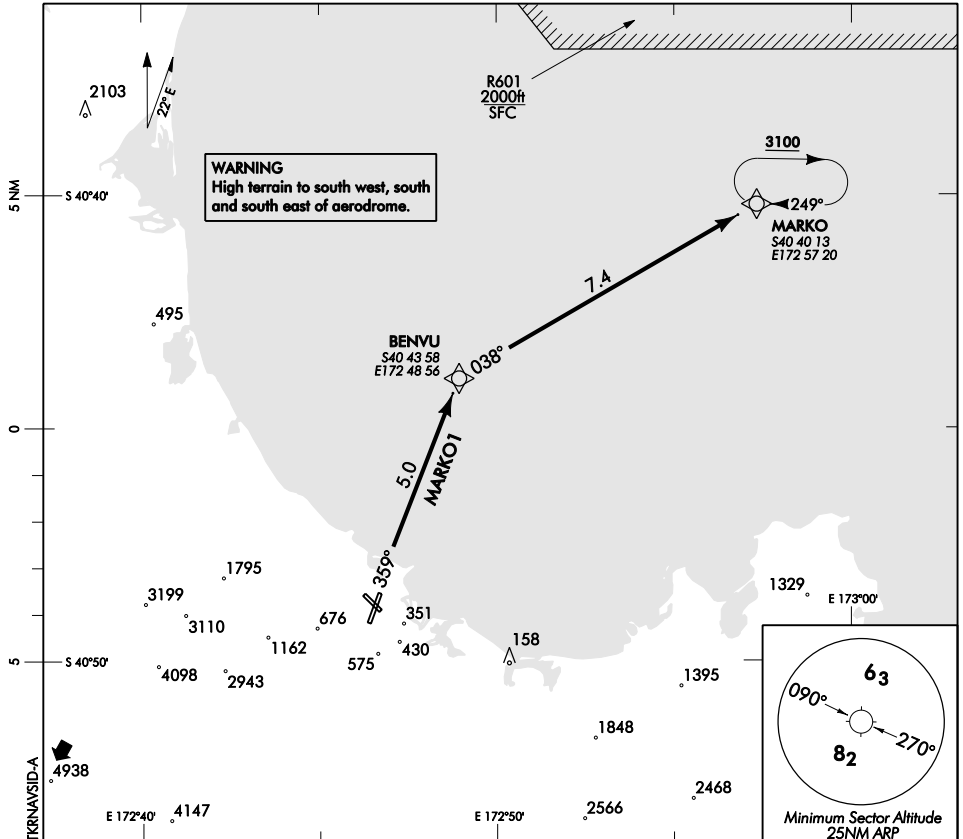 2103
22° E
R601
2000ft
SFC
3100
WARNING
High terrain to south west, south
and south east of aerodrome.
5 NM
S 40°40'
249°
MARKO
S40 40 13
E172 57 20
7.4
495
BENVU
S40 43 58
E172 48 56
038°
0
5.0
MARKO1
359°
1795
3199
3110
676
351
1329
E 173°00'
1162
575
430
158
5
S 40°50'
4098
2943
1395
63
090°
270°
82
1848
4938
2468
TKRNAVSID-A
E 172°40'
4147
E 172°50'
2566
Minimum Sector Altitude
25NM ARP